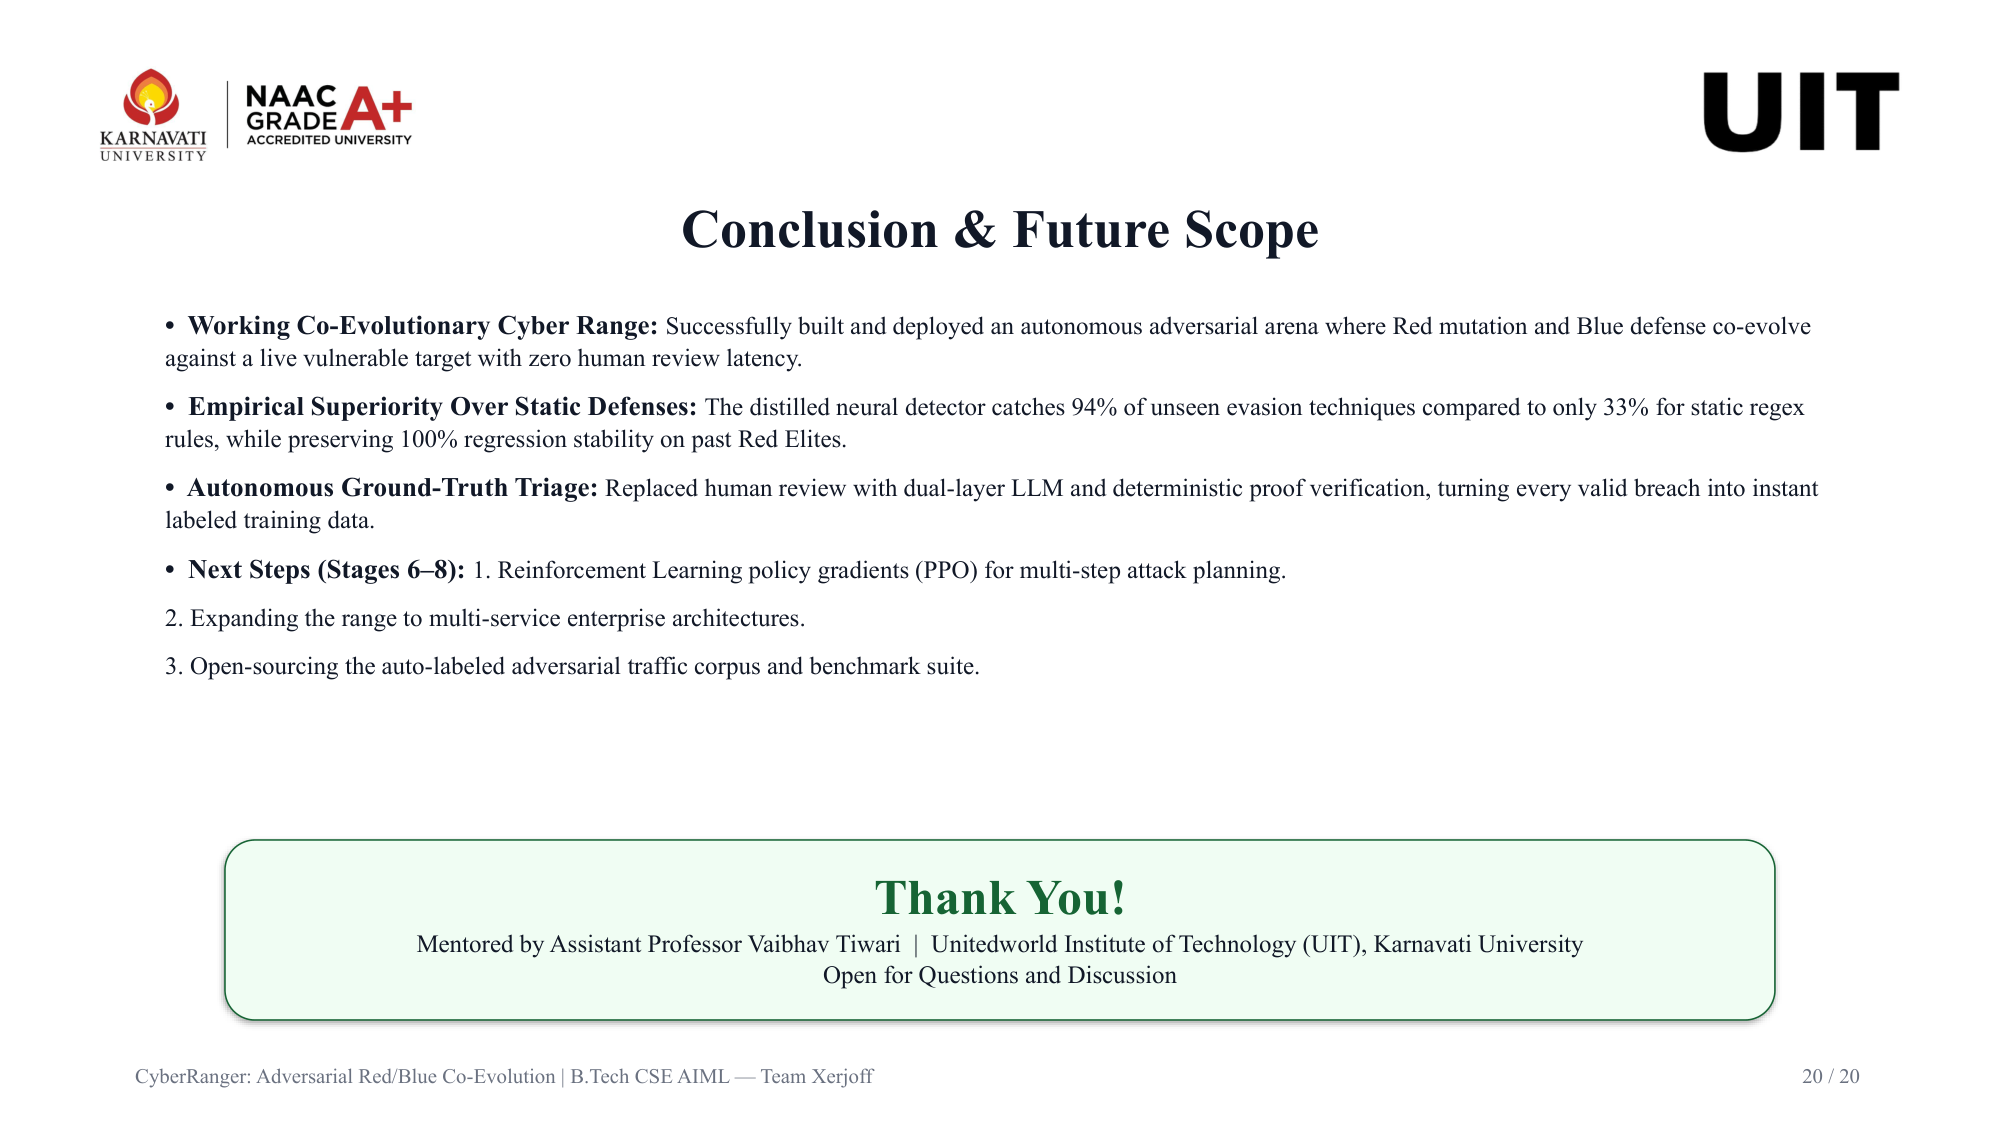 KARNAVATI
UNIVERSITY
NAAC
GRADE A+
ACCREDITED UNIVERSITY
UIT
Conclusion & Future Scope
• Working Co-Evolutionary Cyber Range: Successfully built and deployed an autonomous adversarial arena where Red mutation and Blue defense co-evolve
against a live vulnerable target with zero human review latency.
• Empirical Superiority Over Static Defenses: The distilled neural detector catches 94% of unseen evasion techniques compared to only 33% for static regex
rules, while preserving 100% regression stability on past Red Elites.
• Autonomous Ground-Truth Triage: Replaced human review with dual-layer LLM and deterministic proof verification, turning every valid breach into instant
labeled training data.
• Next Steps (Stages 6–8): 1. Reinforcement Learning policy gradients (PPO) for multi-step attack planning.
2. Expanding the range to multi-service enterprise architectures.
3. Open-sourcing the auto-labeled adversarial traffic corpus and benchmark suite.
Thank You!
Mentored by Assistant Professor Vaibhav Tiwari | Unitedworld Institute of Technology (UIT), Karnavati University
Open for Questions and Discussion
CyberRanger: Adversarial Red/Blue Co-Evolution | B.Tech CSE AIML — Team Xerjoff
20 / 20